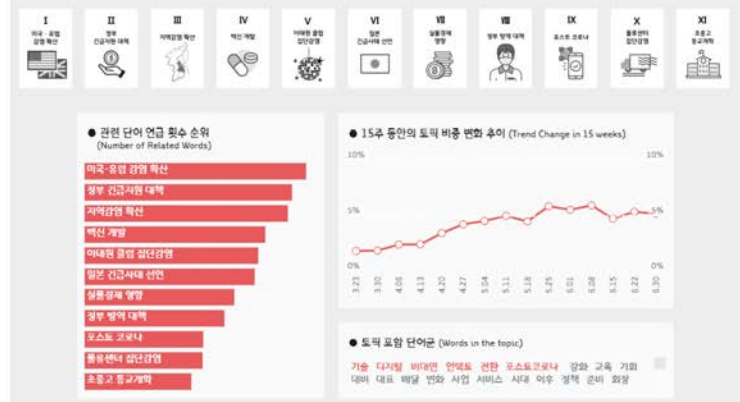 I
미국 · 유럽
감염 확산
II
정부
긴급지원 대책
III
지역감염 확산
IV
백신 개발
V
이태원 클럽
집단감염
VI
일본
긴급사태 선언
VII
실물경제
영향
VIII
정부 방역 대책
IX
포스트 코로나
X
물류센터
집단감염
XI
초중고
등교개학
● 관련 단어 언급 횟수 순위
(Number of Related Words)
미국·유럽 감염 확산
정부 긴급지원 대책
지역감염 확산
백신 개발
이태원 클럽 집단감염
일본 긴급사태 선언
실물경제 영향
정부 방역 대책
포스트 코로나
물류센터 집단감염
초중고 등교개학
● 15주 동안의 토픽 비중 변화 추이 (Trend Change in 15 weeks)
10% 10%
5% 5%
0% 0%
3.23 3.30 4.06 4.13 4.20 4.27 5.04 5.11 5.18 5.25 6.01 6.08 6.15 6.22 6.30
● 토픽 포함 단어군 (Words in the topic)
기술 디지털 비대면 언택트 전환 포스트코로나 강화 교육 기회
대비 대표 배달 변화 사업 서비스 시대 이후 정책 준비 회장